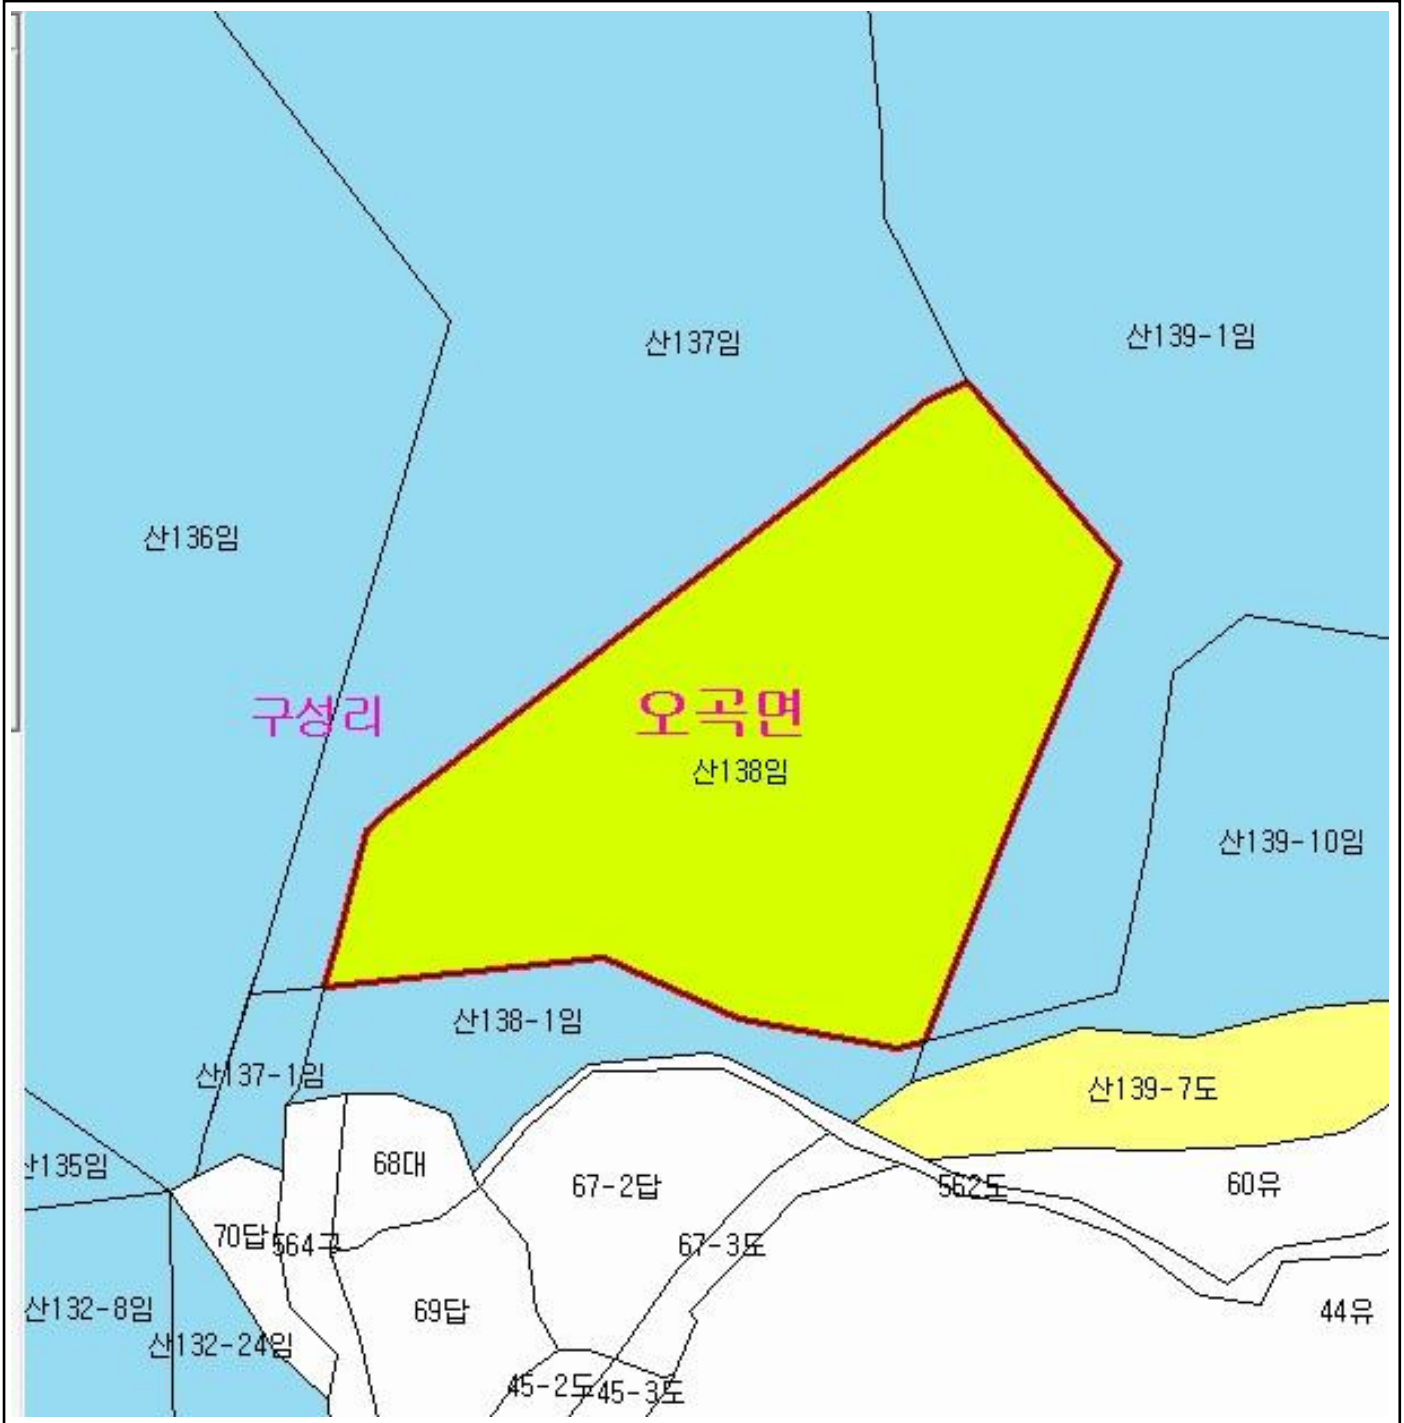 산137임
산139-1임
산136임
구성리
오곡면
산138임
산139-10임
산138-1임
산137-1임
산139-7도
산135임
68대
67-2답
562도
60유
70답
564구
67-3도
산132-8임
69답
44유
산132-24임
45-2도
45-3도